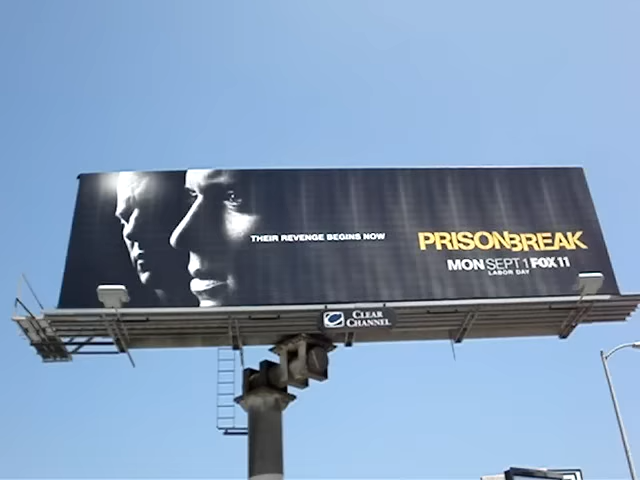 THEIR REVENGE BEGINS NOW
PRISON BREAK
MON SEPT 1 FOX 11
LABOR DAY
CLEAR
CHANNEL